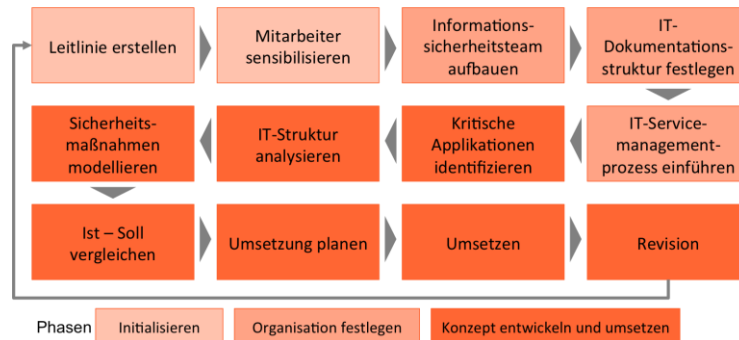 Leitlinie erstellen
Mitarbeiter
sensibilisieren
Informations-
sicherheitsteam
aufbauen
IT-
Dokumentations-
struktur festlegen
Sicherheits-
maßnahmen
modellieren
IT-Struktur
analysieren
Kritische
Applikationen
identifizieren
IT-Service-
management-
prozess einführen
Ist – Soll
vergleichen
Umsetzung planen
Umsetzen
Revision
Phasen
Initialisieren
Organisation festlegen
Konzept entwickeln und umsetzen